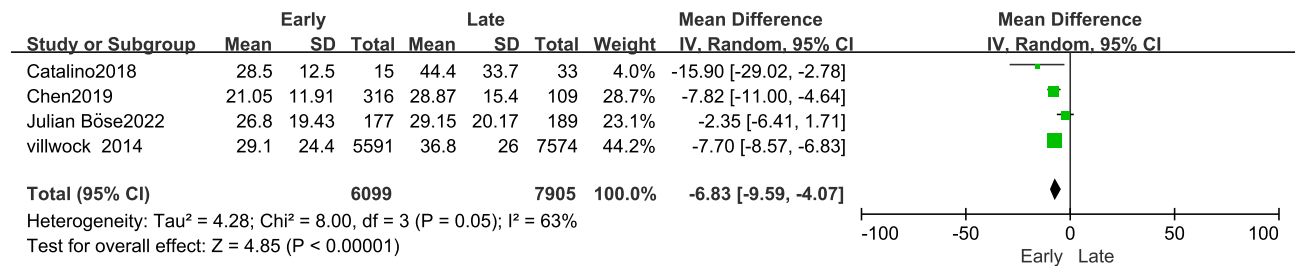 Early Late Mean Difference Mean Difference
Study or Subgroup Mean SD Total Mean SD Total Weight IV, Random, 95% CI IV, Random, 95% CI
Catalino2018 28.5 12.5 15 44.4 33.7 33 4.0% -15.90 [-29.02, -2.78]
Chen2019 21.05 11.91 316 28.87 15.4 109 28.7% -7.82 [-11.00, -4.64]
Julian Böse2022 26.8 19.43 177 29.15 20.17 189 23.1% -2.35 [-6.41, 1.71]
villwock 2014 29.1 24.4 5591 36.8 26 7574 44.2% -7.70 [-8.57, -6.83]
Total (95% CI) 6099 7905 100.0% -6.83 [-9.59, -4.07]
Heterogeneity: Tau² = 4.28; Chi² = 8.00, df = 3 (P = 0.05); I² = 63%
Test for overall effect: Z = 4.85 (P < 0.00001)
-100 -50 0 50 100
Early Late